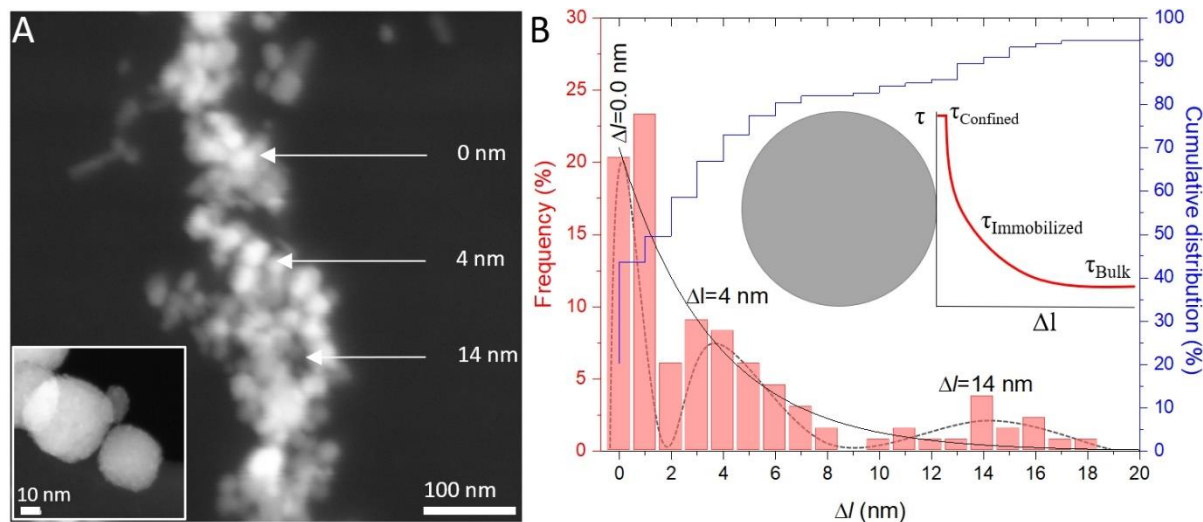 A
0 nm
4 nm
14 nm
10 nm
100 nm
B
30
25
20
15
10
5
0
Frequency (%)
Δl=0.0 nm
Δl=4 nm
Δl=14 nm
τ
τConfined
τImmobilized
τBulk
Δl
100
90
80
70
60
50
40
30
20
10
0
Cumulative distribution (%)
0 2 4 6 8 10 12 14 16 18 20
Δl (nm)